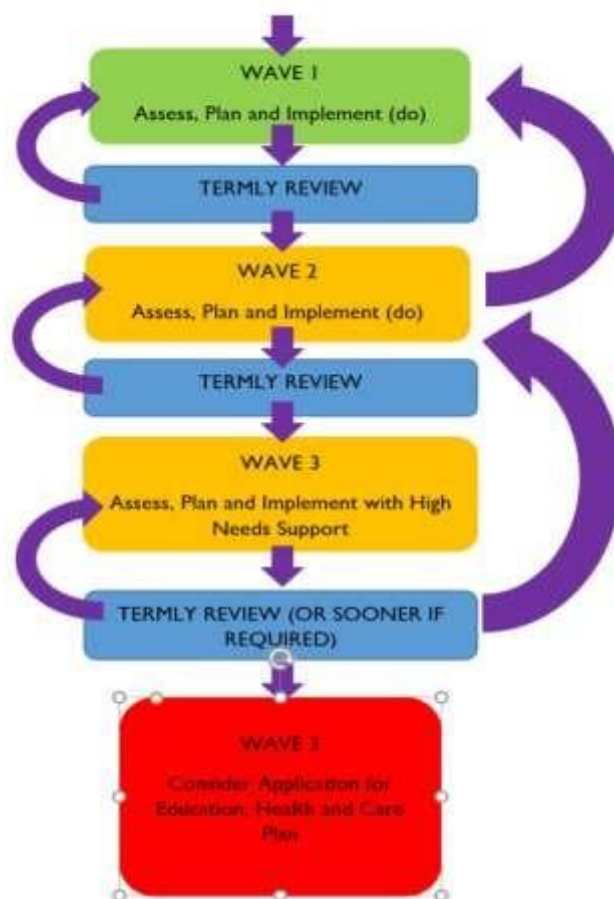 WAVE 1
Assess, Plan and Implement (do)
TERMLY REVIEW
WAVE 2
Assess, Plan and Implement (do)
TERMLY REVIEW
WAVE 3
Assess, Plan and Implement with High
Needs Support
TERMLY REVIEW (OR SOONER IF
REQUIRED)
WAVE 3
Consider Application for
Education, Health and Care
Plan